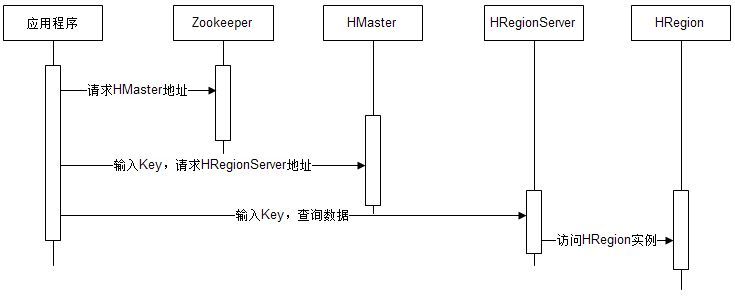 应用程序
Zookeeper
HMaster
HRegionServer
HRegion
请求HMaster地址
输入Key，请求HRegionServer地址
输入Key，查询数据
访问HRegion实例